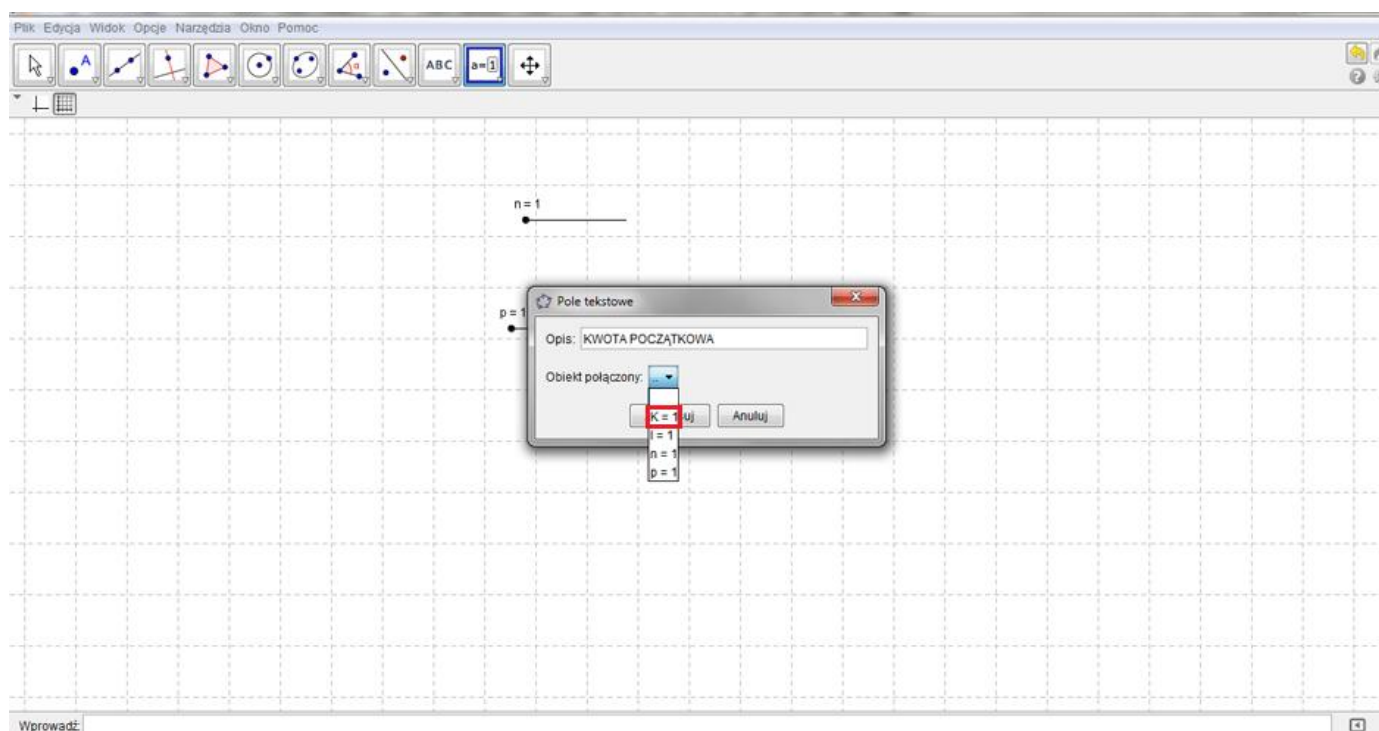 Plik Edycja Widok Opcje Narzędzia Okno Pomoc
A
α
ABC
a=1
n = 1
p = 1
Pole tekstowe
Opis: KWOTA POCZĄTKOWA
Obiekt połączony: ..
K = 1
uj
Anuluj
l = 1
n = 1
p = 1
Wprowadź: